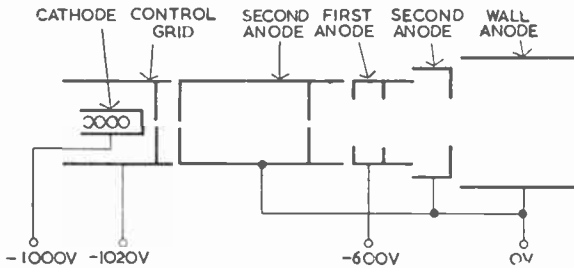 CATHODE
CONTROL
GRID
SECOND
ANODE
FIRST
ANODE
SECOND
ANODE
WALL
ANODE
-1000V
-1020V
-600V
0V